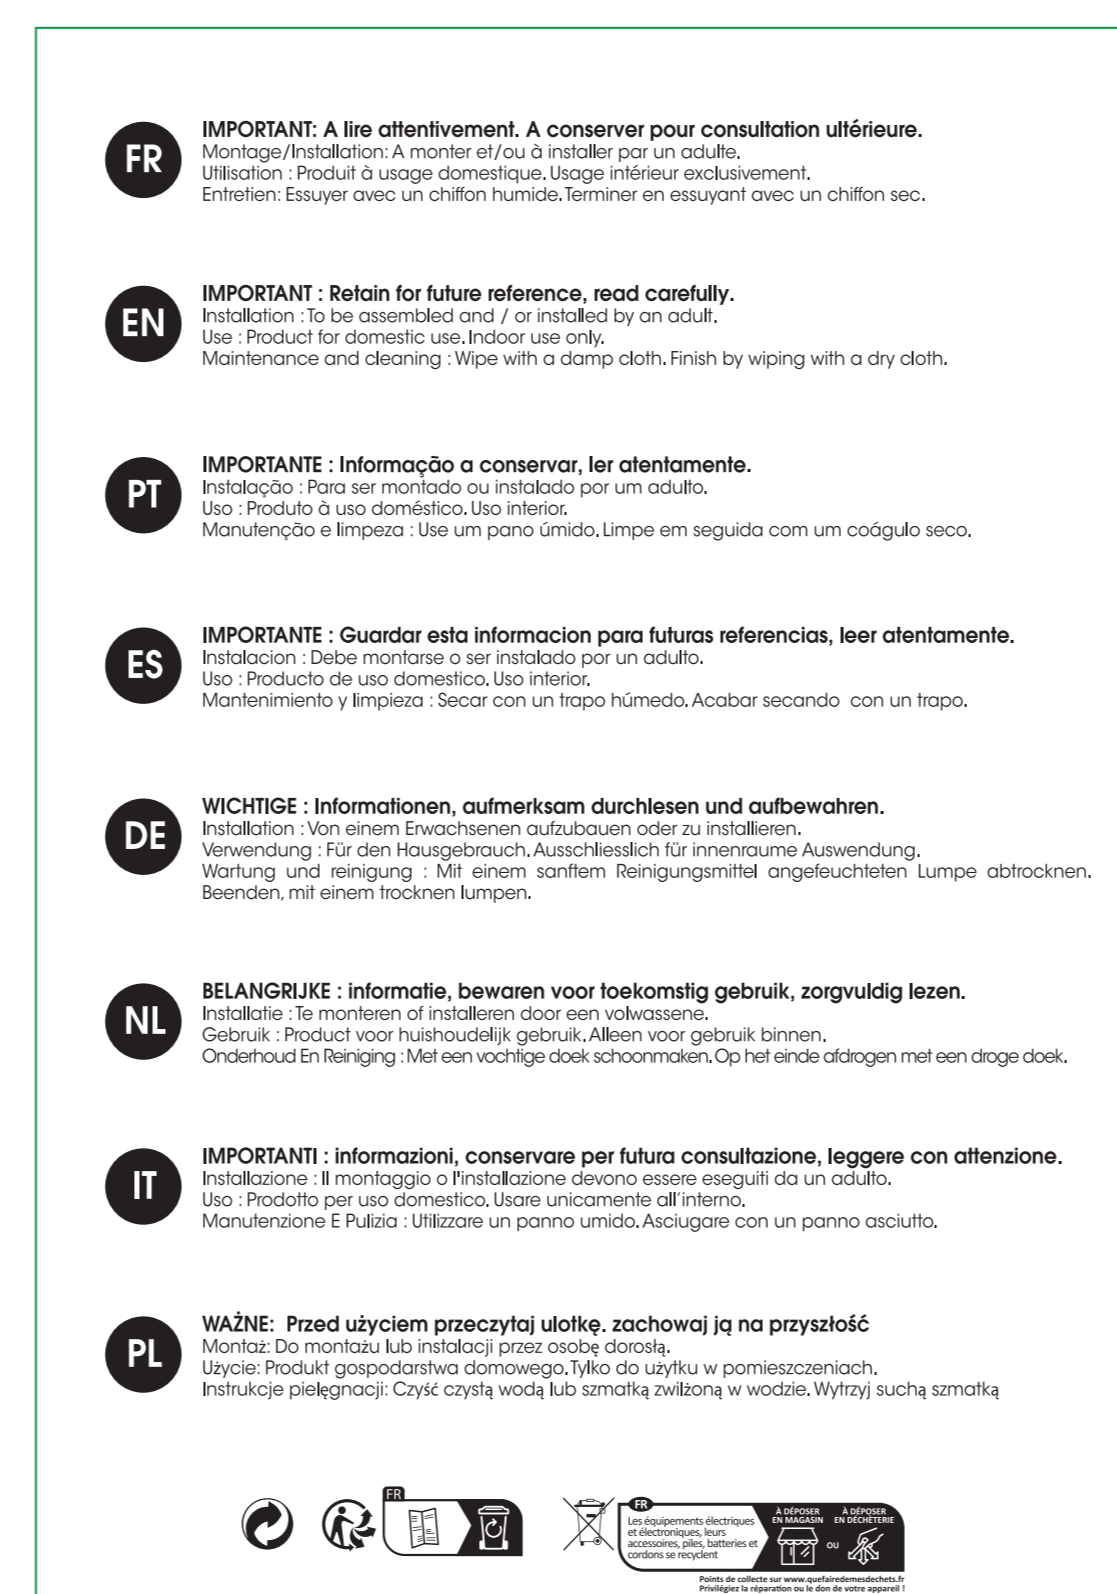 FR
IMPORTANT: A lire attentivement. A conserver pour consultation ultérieure.
Montage/Installation: A monter et/ou à installer par un adulte.
Utilisation : Produit à usage domestique. Usage intérieur exclusivement.
Entretien: Essuyer avec un chiffon humide. Terminer en essuyant avec un chiffon sec.
EN
IMPORTANT : Retain for future reference, read carefully.
Installation : To be assembled and / or installed by an adult.
Use : Product for domestic use. Indoor use only.
Maintenance and cleaning : Wipe with a damp cloth. Finish by wiping with a dry cloth.
PT
IMPORTANTE : Informação a conservar, ler atentamente.
Instalação : Para ser montado ou instalado por um adulto.
Uso : Produto à uso doméstico. Uso interior.
Manutenção e limpeza : Use um pano úmido. Limpe em seguida com um coágulo seco.
ES
IMPORTANTE : Guardar esta informacion para futuras referencias, leer atentamente.
Instalacion : Debe montarse o ser instalado por un adulto.
Uso : Producto de uso domestico. Uso interior.
Mantenimiento y limpieza : Secar con un trapo húmedo. Acabar secando con un trapo.
DE
WICHTIGE : Informationen, aufmerksam durchlesen und aufbewahren.
Installation : Von einem Erwachsenen aufzubauen oder zu installieren.
Verwendung : Für den Hausgebrauch. Ausschliesslich für innenraume Auswendung.
Wartung und reinigung : Mit einem sanftem Reinigungsmittel angefeuchteten Lumpe abtrocknen.
Beenden, mit einem trocknen lumpen.
NL
BELANGRIJKE : informatie, bewaren voor toekomstig gebruik, zorgvuldig lezen.
Installatie : Te monteren of installeren door een volwassene.
Gebruik : Product voor huishoudelijk gebruik. Alleen voor gebruik binnen.
Onderhoud En Reiniging : Met een vochtige doek schoonmaken. Op het einde afdrogen met een droge doek.
IT
IMPORTANTI : informazioni, conservare per futura consultazione, leggere con attenzione.
Installazione : Il montaggio o l'installazione devono essere eseguiti da un adulto.
Uso : Prodotto per uso domestico. Usare unicamente all'interno.
Manutenzione E Pulizia : Utilizzare un panno umido. Asciugare con un panno asciutto.
PL
WAŻNE: Przed użyciem przeczytaj ulotkę. zachowaj ją na przyszłość
Montaż: Do montażu lub instalacji przez osobę dorosłą.
Użycie: Produkt gospodarstwa domowego. Tylko do użytku w pomieszczeniach.
Instrukcje pielęgnacji: Czyść czystą wodą lub szmatką zwilżoną w wodzie. Wytrzyj suchą szmatką
FR
FR
Les équipements électriques
et électroniques, leurs
accessoires, piles, batteries et
cordons se recyclent
À DÉPOSER
EN MAGASIN
OU
À DÉPOSER
EN DÉCHÈTERIE
Points de collecte sur www.quefairedemesdechets.fr
Privilégiez la réparation ou le don de votre appareil !